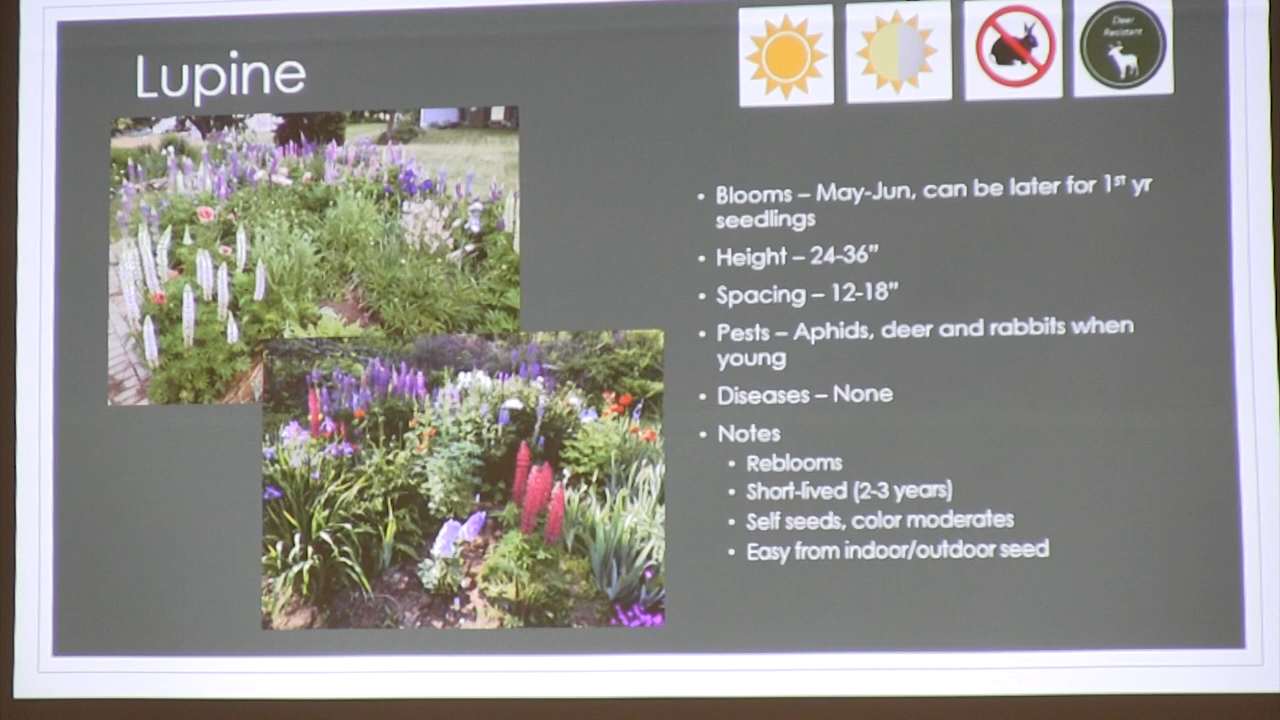 Lupine
Deer
Resistant
• Blooms – May-Jun, can be later for 1st yr
seedlings
• Height – 24-36”
• Spacing – 12-18”
• Pests – Aphids, deer and rabbits when
young
• Diseases – None
• Notes
• Reblooms
• Short-lived (2-3 years)
• Self seeds, color moderates
• Easy from indoor/outdoor seed